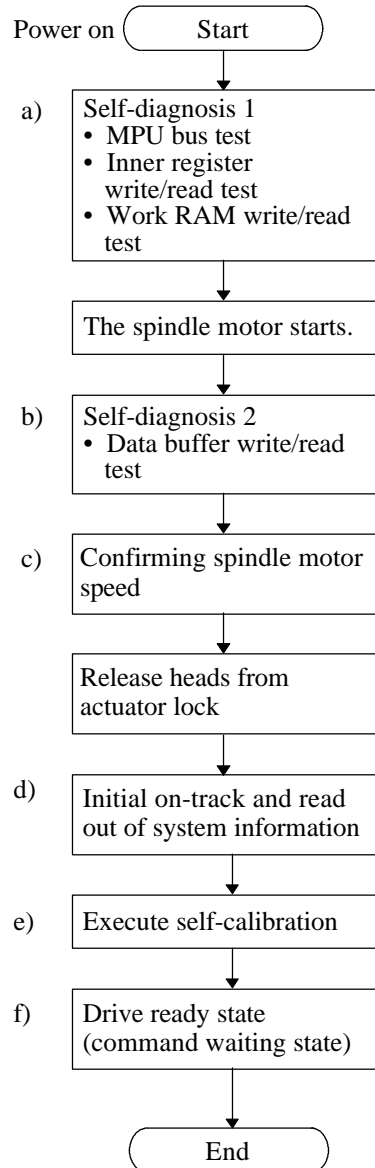 Power on Start
a) Self-diagnosis 1
• MPU bus test
• Inner register
write/read test
• Work RAM write/read
test
The spindle motor starts.
b) Self-diagnosis 2
• Data buffer write/read
test
c) Confirming spindle motor
speed
Release heads from
actuator lock
d) Initial on-track and read
out of system information
e) Execute self-calibration
f) Drive ready state
(command waiting state)
End